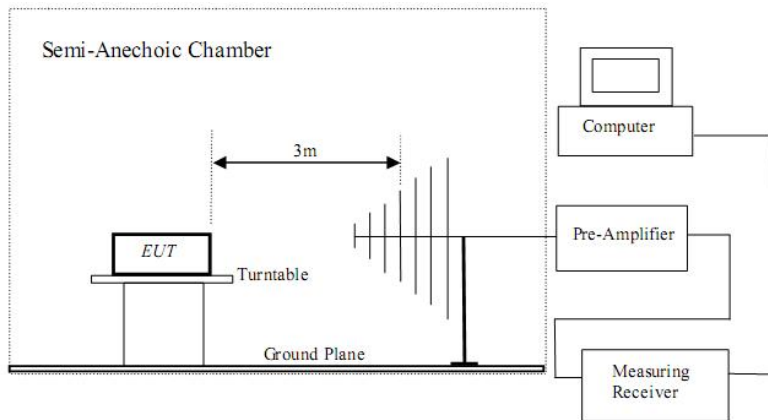 Semi-Anechoic Chamber
3m
EUT
Turntable
Ground Plane
Computer
Pre-Amplifier
Measuring
Receiver